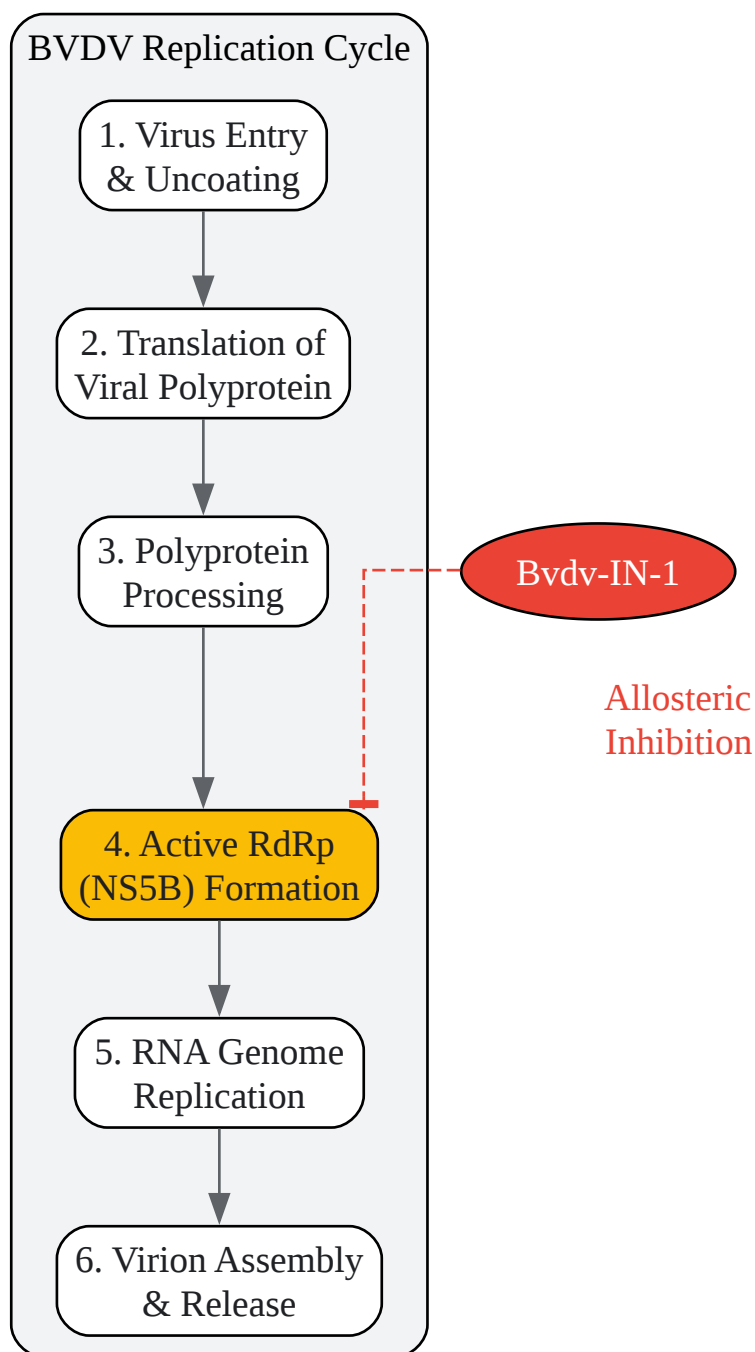 BVDV Replication Cycle
1. Virus Entry
& Uncoating
2. Translation of
Viral Polyprotein
3. Polyprotein
Processing
Bvdv-IN-1
Allosteric
Inhibition
4. Active RdRp
(NS5B) Formation
5. RNA Genome
Replication
6. Virion Assembly
& Release